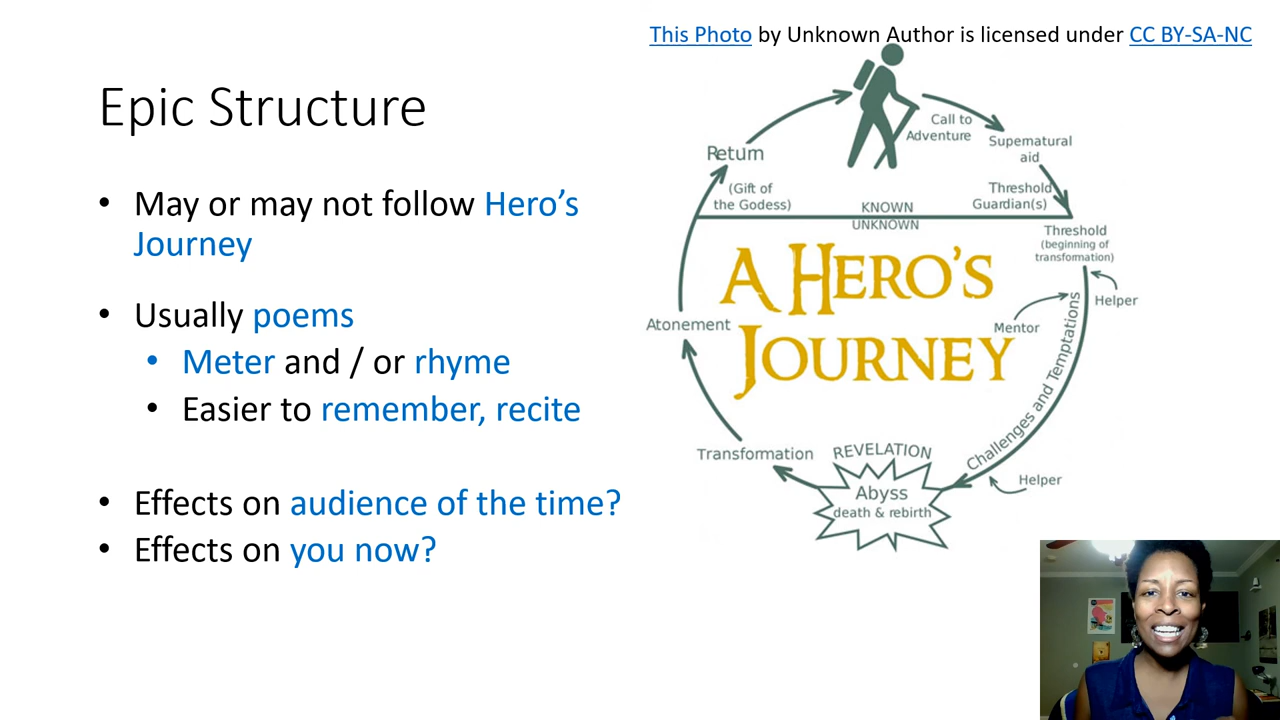 This Photo by Unknown Author is licensed under CC BY-SA-NC
Epic Structure
• May or may not follow Hero's
Journey
• Usually poems
• Meter and / or rhyme
• Easier to remember, recite
• Effects on audience of the time?
• Effects on you now?
Call to
Adventure
Supernatural
aid
Threshold
Guardian(s)
Return
(Gift of
the Godess)
KNOWN
UNKNOWN
Threshold
(beginning of
transformation)
Helper
Mentor
A HERO'S
JOURNEY
Challenges and Temptations
Helper
Atonement
Transformation
REVELATION
Abyss
death & rebirth